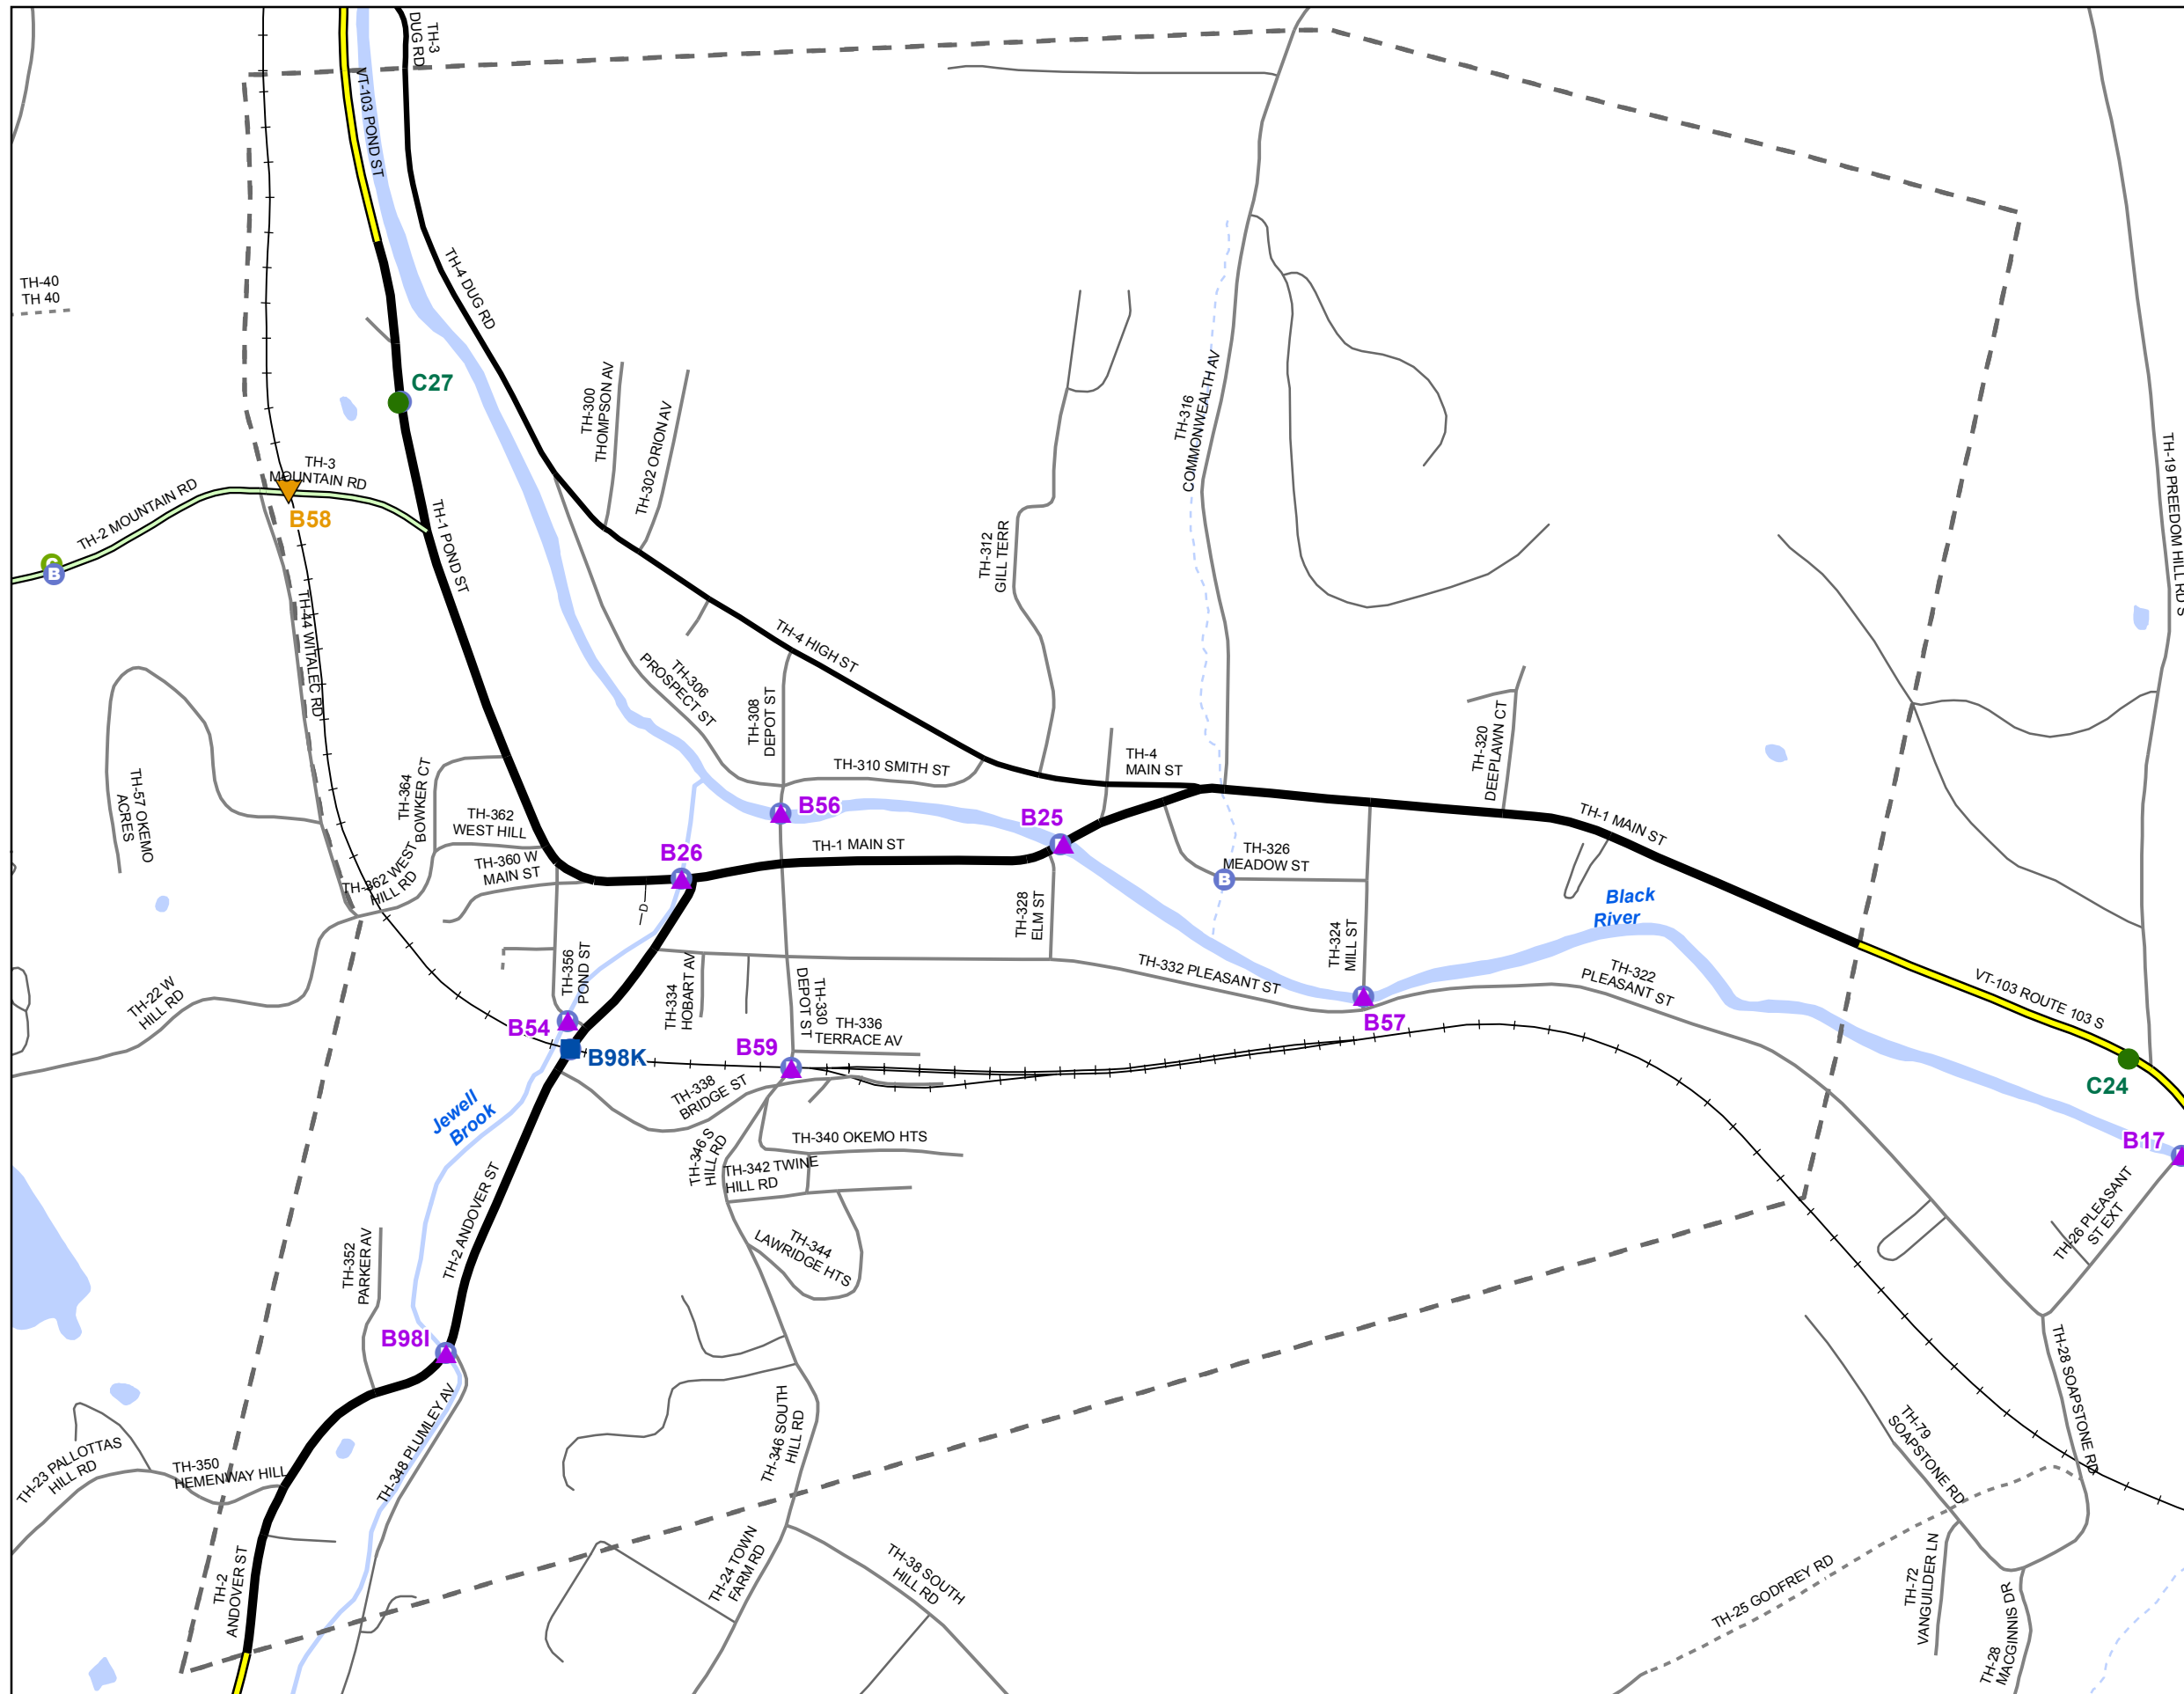 TH-3
DUG RD
VT-103 POND ST
TH-4 DUG RD
TH-40
TH 40
C27
TH-300
THOMPSON AV
TH-302 ORION AV
TH-316
COMMONWEALTH AV
TH-19 PREEDOM HILL RD S
TH-3
MOUNTAIN RD
TH-2 MOUNTAIN RD
B58
B
TH-1 POND ST
TH-312
GILL TERR
TH-44 WITALEC RD
TH-4 HIGH ST
TH-306
PROSPECT ST
TH-308
DEPOT ST
TH-310 SMITH ST
TH-4
MAIN ST
TH-320
DEEPLAWN CT
TH-57 OKEMO
ACRES
TH-364
BOWKER CT
TH-362
WEST HILL
TH-360 W
MAIN ST
TH-362 WEST
HILL RD
B26
B56
TH-1 MAIN ST
B25
TH-1 MAIN ST
TH-326
MEADOW ST
B
D
TH-328
ELM ST
Black
River
TH-324
MILL ST
TH-356
POND ST
TH-334
HOBART AV
TH-330
DEPOT ST
TH-332 PLEASANT ST
TH-322
PLEASANT ST
VT-103 ROUTE 103 S
TH-22 W
HILL RD
B54
B98K
B59
TH-336
TERRACE AV
B57
C24
B17
Jewell
Brook
TH-338
BRIDGE ST
TH-340 OKEMO HTS
TH-346 S
HILL RD
TH-342 TWINE
HILL RD
TH-344
LAWRIDGE HTS
TH-26 PLEASANT
ST EXT
TH-2 ANDOVER ST
TH-352
PARKER AV
B98I
TH-348 PLUMLEY AV
TH-346 SOUTH
HILL RD
TH-28 SOAPSTONE RD
TH-79
SOAPSTONE RD
TH-23 PALLOTTAS
HILL RD
TH-350
HEMENWAY HILL
TH-2
ANDOVER ST
TH-24 TOWN
FARM RD
TH-38 SOUTH
HILL RD
TH-25 GODFREY RD
TH-72
VANGUILDER LN
TH-28
MACGINNIS DR